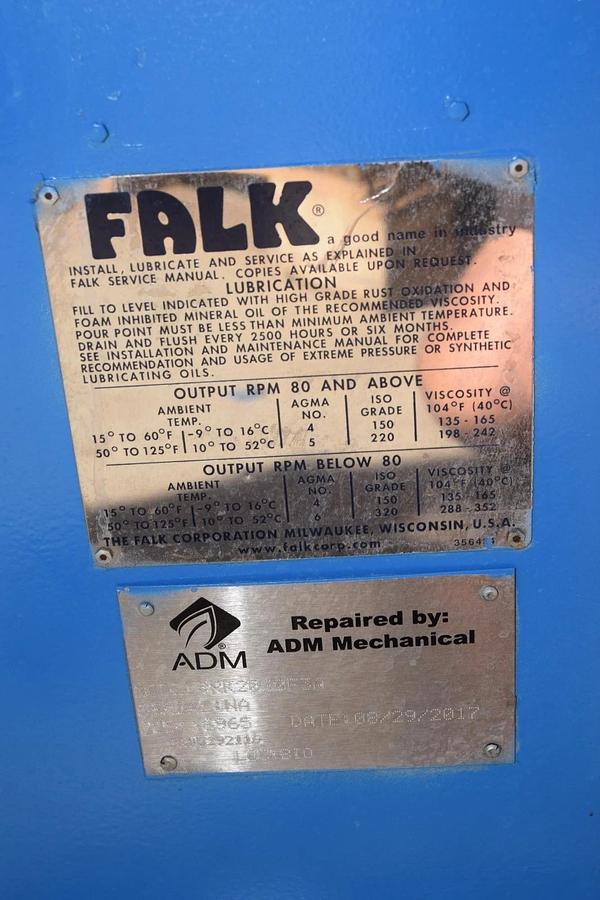 FALK®
a good name in industry
INSTALL, LUBRICATE AND SERVICE AS EXPLAINED IN
FALK SERVICE MANUAL. COPIES AVAILABLE UPON REQUEST.
LUBRICATION
FILL TO LEVEL INDICATED WITH HIGH GRADE RUST OXIDATION AND
FOAM INHIBITED MINERAL OIL OF THE RECOMMENDED VISCOSITY.
POUR POINT MUST BE LESS THAN MINIMUM AMBIENT TEMPERATURE.
DRAIN AND FLUSH EVERY 2500 HOURS OR SIX MONTHS.
SEE INSTALLATION AND MAINTENANCE MANUAL FOR COMPLETE
RECOMMENDATION AND USAGE OF EXTREME PRESSURE OR SYNTHETIC
LUBRICATING OILS.
OUTPUT RPM 80 AND ABOVE
AMBIENT TEMP. AGMA NO. ISO GRADE VISCOSITY @ 104°F (40°C)
15° TO 60°F -9° TO 16°C 4 150 135 - 165
50° TO 125°F 10° TO 52°C 5 220 198 - 242
OUTPUT RPM BELOW 80
AMBIENT TEMP. AGMA NO. ISO GRADE VISCOSITY @ 104°F (40°C)
15° TO 60°F -9° TO 16°C 4 150 135 - 165
50° TO 125°F 10° TO 52°C 6 320 288 - 352
THE FALK CORPORATION MILWAUKEE, WISCONSIN, U.S.A.
www.falkcorp.com
ADM®
Repaired by:
ADM Mechanical
DATE:08/29/2017